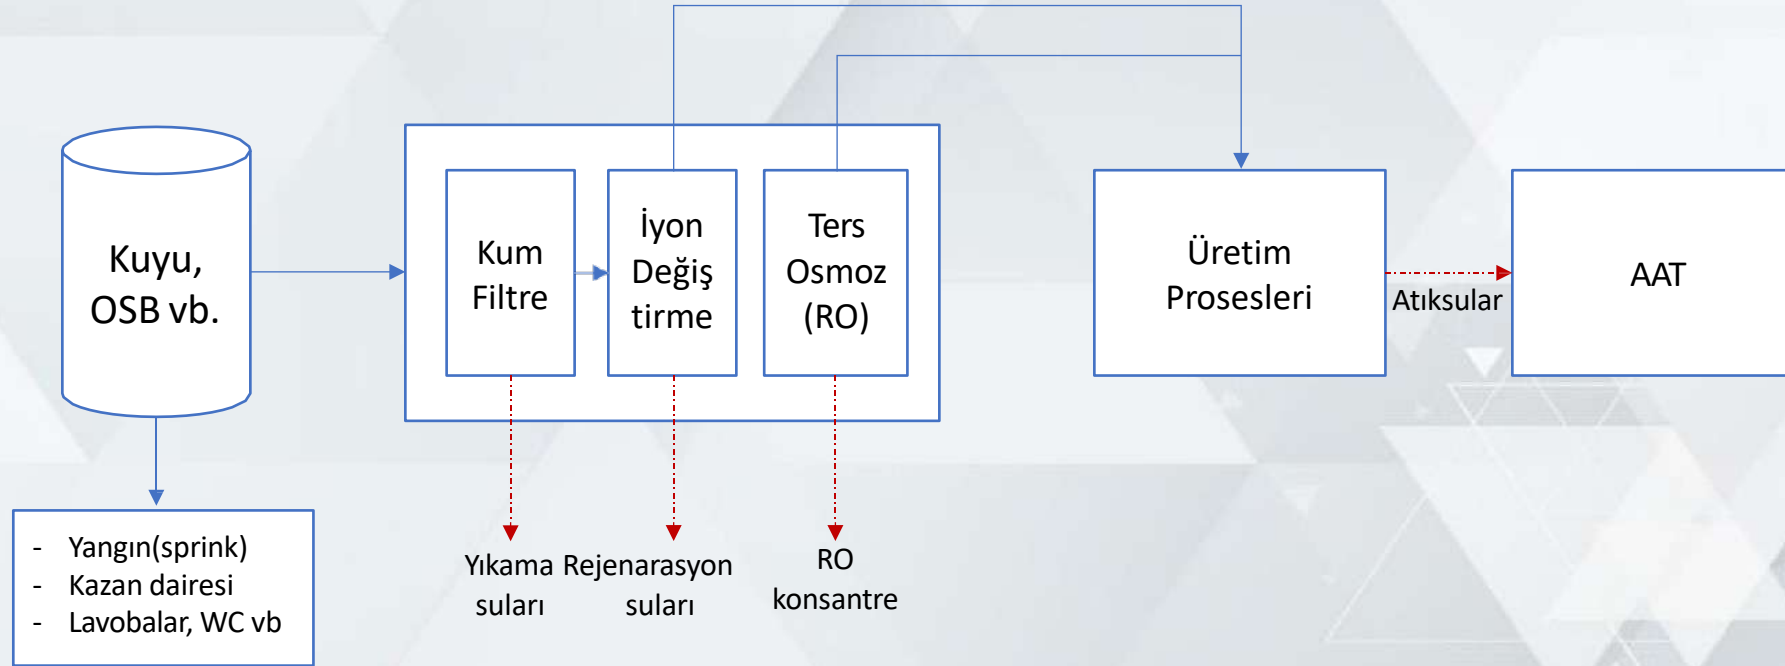 Kuyu,
OSB vb.
Kum
Filtre
İyon
Değiş
tirme
Ters
Osmoz
(RO)
Üretim
Prosesleri
Atıksular
AAT
- Yangın(sprink)
- Kazan dairesi
- Lavobalar, WC vb
Yıkama
suları
Rejenarasyon
suları
RO
konsantre